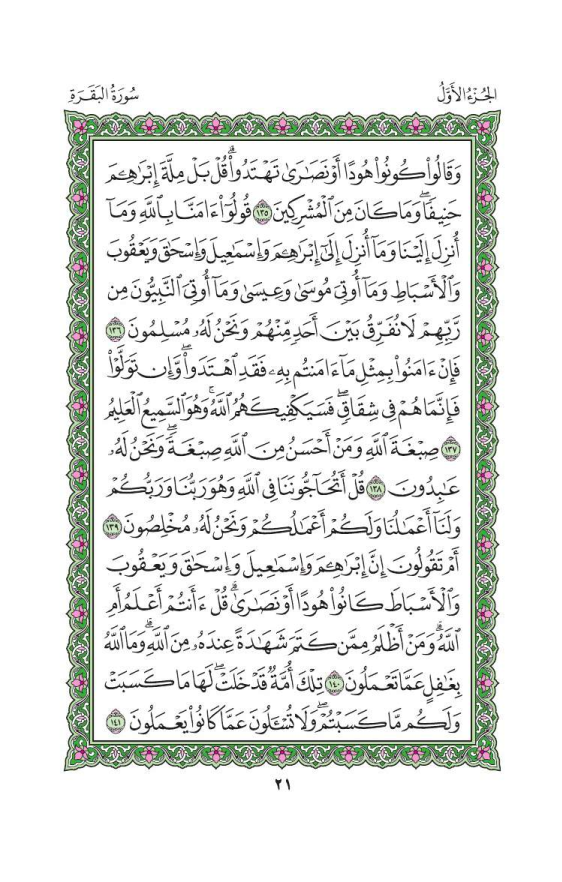 الجُزْءُ الأَوَّلُ
سُورَةُ البَقَرَةِ
وَقَالُوا۟ كُونُوا۟ هُودًا أَوْ نَصَـٰرَىٰ تَهْتَدُوا۟ۗ قُلْ بَلْ مِلَّةَ إِبْرَٰهِـۧمَ
حَنِيفًاۖ وَمَا كَانَ مِنَ ٱلْمُشْرِكِينَ ١٣٥ قُولُوٓا۟ ءَامَنَّا بِٱللَّهِ وَمَآ
أُنزِلَ إِلَيْنَا وَمَآ أُنزِلَ إِلَىٰٓ إِبْرَٰهِـۧمَ وَإِسْمَـٰعِيلَ وَإِسْحَـٰقَ وَيَعْقُوبَ
وَٱلْأَسْبَاطِ وَمَآ أُوتِىَ مُوسَىٰ وَعِيسَىٰ وَمَآ أُوتِىَ ٱلنَّبِيُّونَ مِن
رَّبِّهِمْ لَا نُفَرِّقُ بَيْنَ أَحَدٍ مِّنْهُمْ وَنَحْنُ لَهُۥ مُسْلِمُونَ ١٣٦
فَإِنْ ءَامَنُوا۟ بِمِثْلِ مَآ ءَامَنتُم بِهِۦ فَقَدِ ٱهْتَدَوا۟ۖ وَّإِن تَوَلَّوْا۟
فَإِنَّمَا هُمْ فِى شِقَاقٍۖ فَسَيَكْفِيكَهُمُ ٱللَّهُۚ وَهُوَ ٱلسَّمِيعُ ٱلْعَلِيمُ
١٣٧ صِبْغَةَ ٱللَّهِ وَمَنْ أَحْسَنُ مِنَ ٱللَّهِ صِبْغَةًۖ وَنَحْنُ لَهُۥ
عَـٰبِدُونَ ١٣٨ قُلْ أَتُحَآجُّونَنَا فِى ٱللَّهِ وَهُوَ رَبُّنَا وَرَبُّكُمْ
وَلَنَآ أَعْمَـٰلُنَا وَلَكُمْ أَعْمَـٰلُكُمْ وَنَحْنُ لَهُۥ مُخْلِصُونَ ١٣٩
أَمْ تَقُولُونَ إِنَّ إِبْرَٰهِـۧمَ وَإِسْمَـٰعِيلَ وَإِسْحَـٰقَ وَيَعْقُوبَ
وَٱلْأَسْبَاطَ كَانُوا۟ هُودًا أَوْ نَصَـٰرَىٰۗ قُلْ ءَأَنتُمْ أَعْلَمُ أَمِ
ٱللَّهُۗ وَمَنْ أَظْلَمُ مِمَّن كَتَمَ شَهَـٰدَةً عِندَهُۥ مِنَ ٱللَّهِۗ وَمَا ٱللَّهُ
بِغَـٰفِلٍ عَمَّا تَعْمَلُونَ ١٤٠ تِلْكَ أُمَّةٌ قَدْ خَلَتْۖ لَهَا مَا كَسَبَتْ
وَلَكُم مَّا كَسَبْتُمْۖ وَلَا تُسْـَٔلُونَ عَمَّا كَانُوا۟ يَعْمَلُونَ ١٤١
٢١